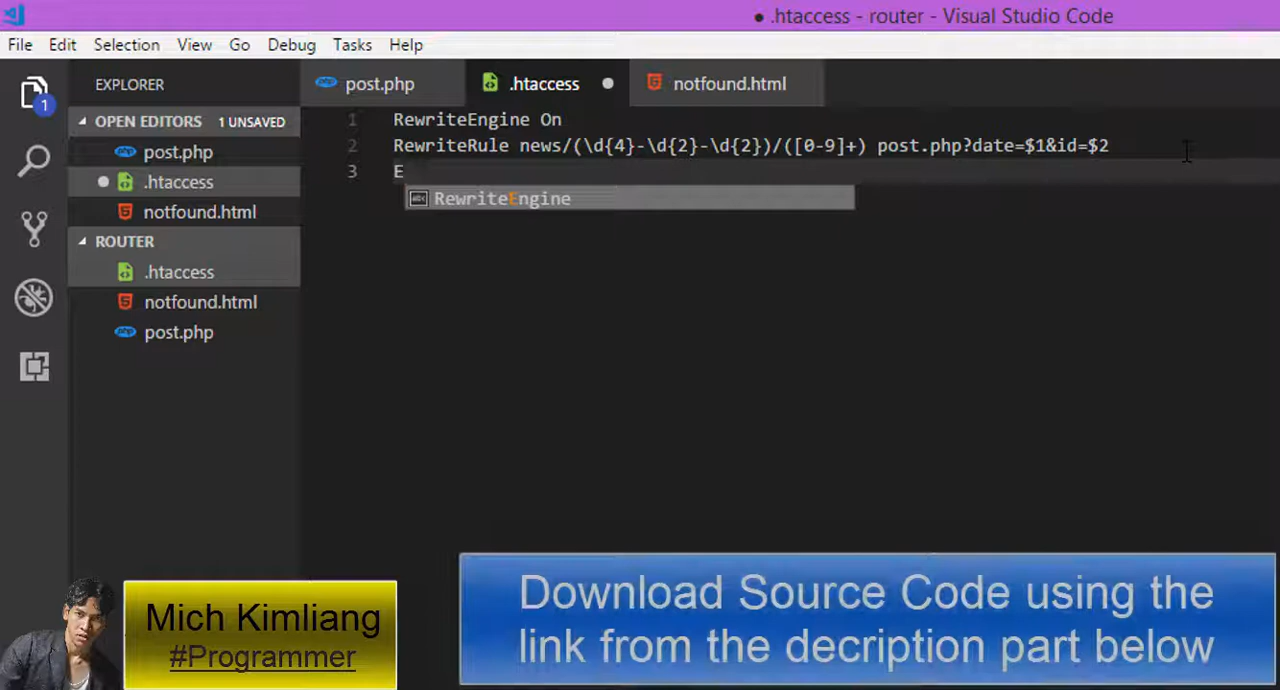 ● .htaccess - router - Visual Studio Code
File Edit Selection View Go Debug Tasks Help
1
EXPLORER
OPEN EDITORS 1 UNSAVED
post.php
.htaccess
notfound.html
ROUTER
.htaccess
notfound.html
post.php
post.php .htaccess notfound.html
1 RewriteEngine On
2 RewriteRule news/(\d{4}-\d{2}-\d{2})/([0-9]+) post.php?date=$1&id=$2
3 E
abc RewriteEngine
Mich Kimliang
#Programmer
Download Source Code using the
link from the decription part below